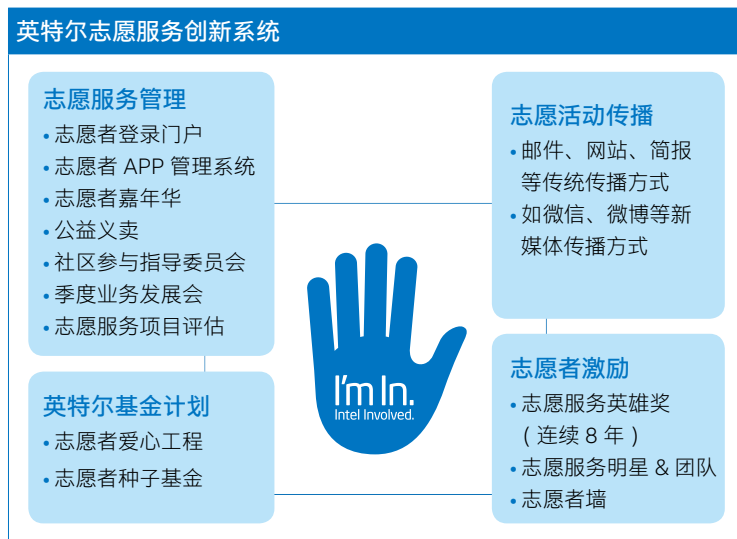 英特尔志愿服务创新系统
志愿服务管理
• 志愿者登录门户
• 志愿者 APP 管理系统
• 志愿者嘉年华
• 公益义卖
• 社区参与指导委员会
• 季度业务发展会
• 志愿服务项目评估
英特尔基金计划
• 志愿者爱心工程
• 志愿者种子基金
I'm In.
Intel Involved.
志愿活动传播
• 邮件、网站、简报
等传统传播方式
• 如微信、微博等新
媒体传播方式
志愿者激励
• 志愿服务英雄奖
（连续 8 年）
• 志愿服务明星 & 团队
• 志愿者墙